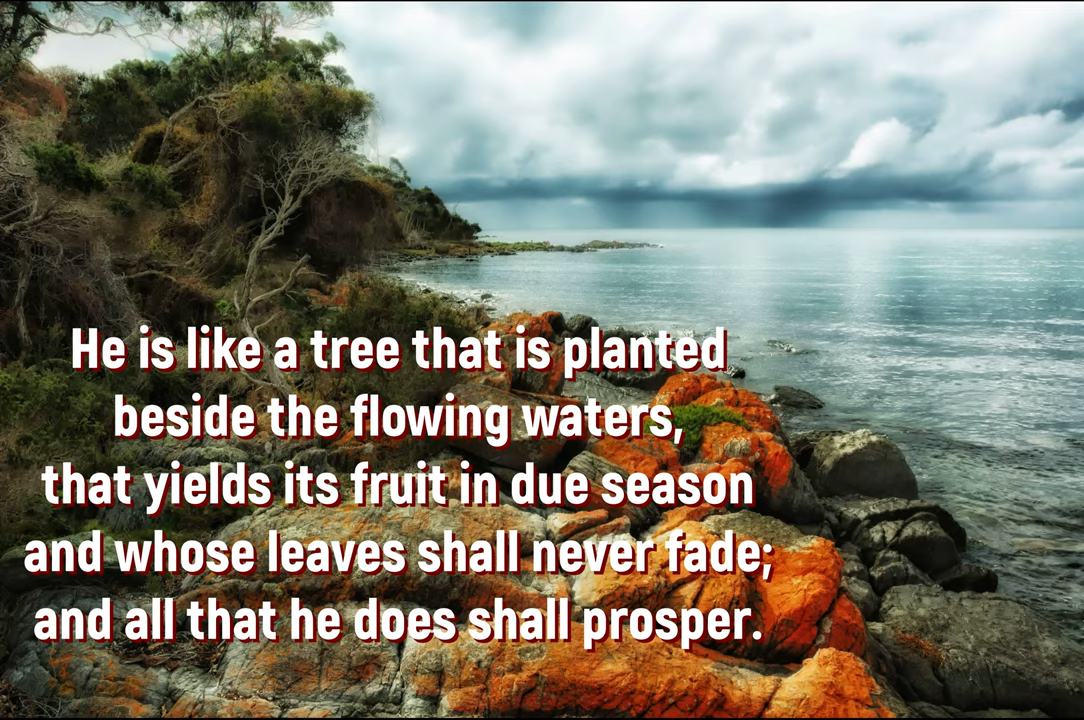 He is like a tree that is planted
beside the flowing waters,
that yields its fruit in due season
and whose leaves shall never fade;
and all that he does shall prosper.